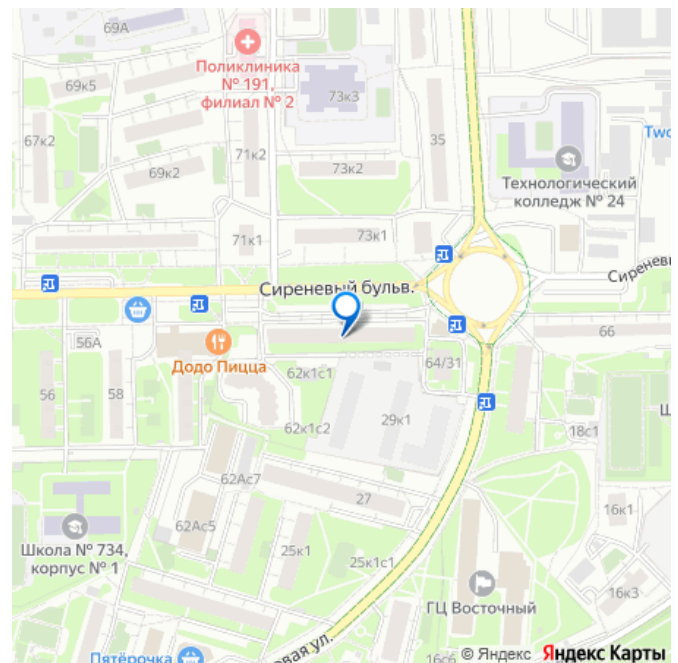 69А
Поликлиника
№ 191,
филиал № 2
69к5
73к3
35
67к2
71к2
Two
69к2
73к2
Технологический
колледж № 24
71к1
73к1
Сиреневый бульв.
Сиреневы
56А
66
Додо Пицца
62к1с1
64/31
56
58
29к1
62к1с2
18с1
Ш
62Ас7
27
16к1
62Ас5
Школа № 734,
корпус № 1
25к1
25к1с1
16к3
ГЦ Восточный
овая ул.
Пятёрочка
16с6
© Яндекс Яндекс Карты